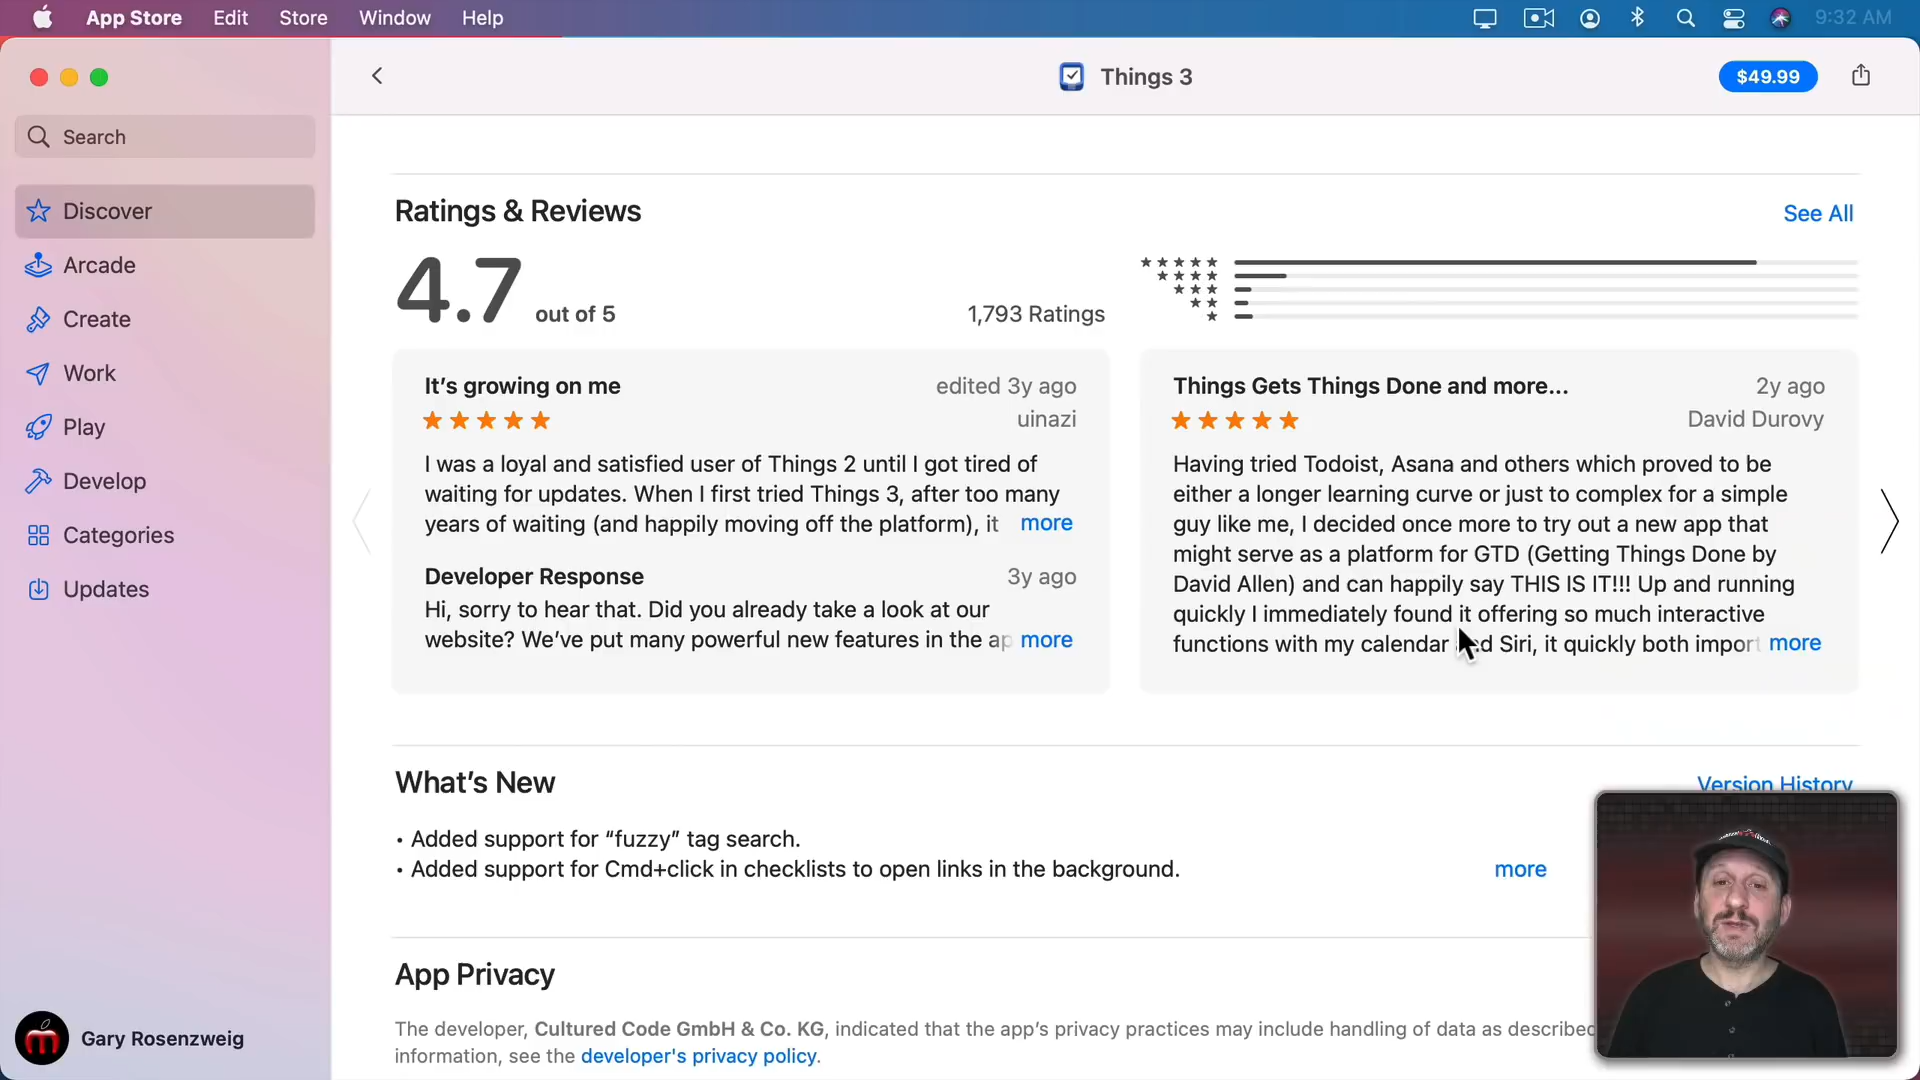 App Store Edit Store Window Help 9:32 AM
Things 3
$49.99
Search
Discover
Arcade
Create
Work
Play
Develop
Categories
Updates
Gary Rosenzweig
Ratings & Reviews
See All
4.7 out of 5
1,793 Ratings
It's growing on me
edited 3y ago
uinazi
I was a loyal and satisfied user of Things 2 until I got tired of
waiting for updates. When I first tried Things 3, after too many
years of waiting (and happily moving off the platform), it more
Developer Response
3y ago
Hi, sorry to hear that. Did you already take a look at our
website? We've put many powerful new features in the ap more
Things Gets Things Done and more...
2y ago
David Durovy
Having tried Todoist, Asana and others which proved to be
either a longer learning curve or just to complex for a simple
guy like me, I decided once more to try out a new app that
might serve as a platform for GTD (Getting Things Done by
David Allen) and can happily say THIS IS IT!!! Up and running
quickly I immediately found it offering so much interactive
functions with my calendar Siri, it quickly both import more
What's New
Version History
• Added support for “fuzzy” tag search.
• Added support for Cmd+click in checklists to open links in the background.
more
App Privacy
The developer, Cultured Code GmbH & Co. KG, indicated that the app's privacy practices may include handling of data as described
information, see the developer's privacy policy.